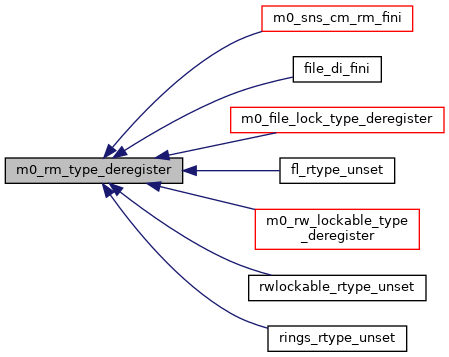 m0_sns_cm_rm_fini
file_di_fini
m0_file_lock_type_deregister
m0_rm_type_deregister
fl_rtype_unset
m0_rw_lockable_type
_deregister
rwlockable_rtype_unset
rings_rtype_unset